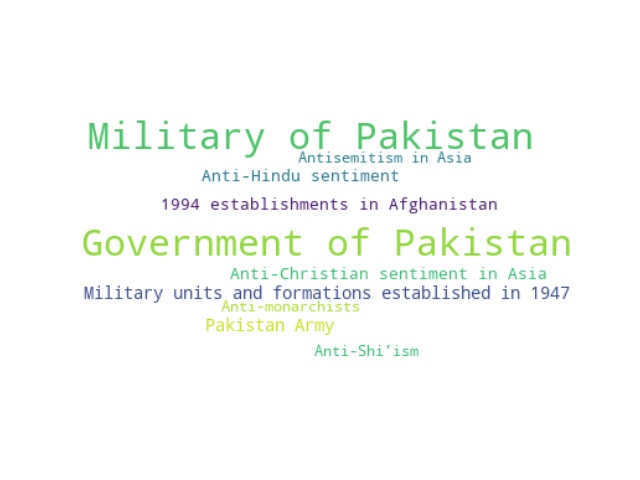 Military of Pakistan
Antisemitism in Asia
Anti-Hindu sentiment
1994 establishments in Afghanistan
Government of Pakistan
Anti-Christian sentiment in Asia
Military units and formations established in 1947
Anti-monarchists
Pakistan Army
Anti-Shi'ism